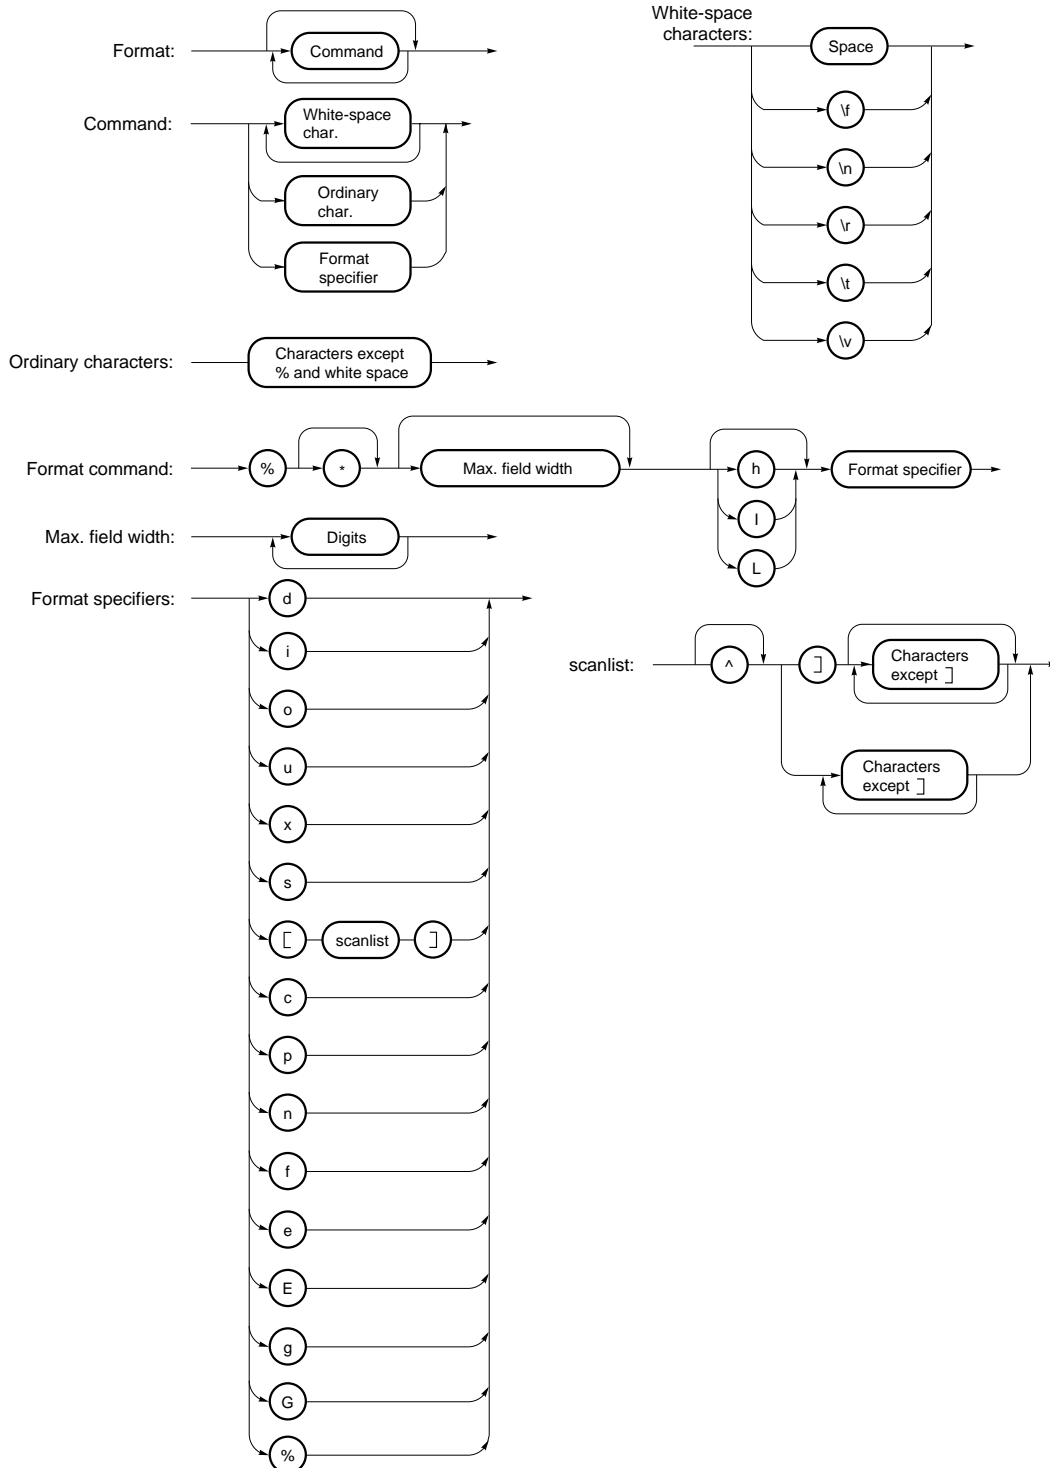 Format:
Command
Command:
White-space
char.
Ordinary
char.
Format
specifier
White-space
characters:
Space
\f
\n
\r
\t
\v
Ordinary characters:
Characters except
% and white space
Format command:
%
*
Max. field width
h
l
L
Format specifier
Max. field width:
Digits
Format specifiers:
d
i
o
u
x
s
[
scanlist
]
c
p
n
f
e
E
g
G
%
scanlist:
^
]
Characters
except ]
Characters
except ]